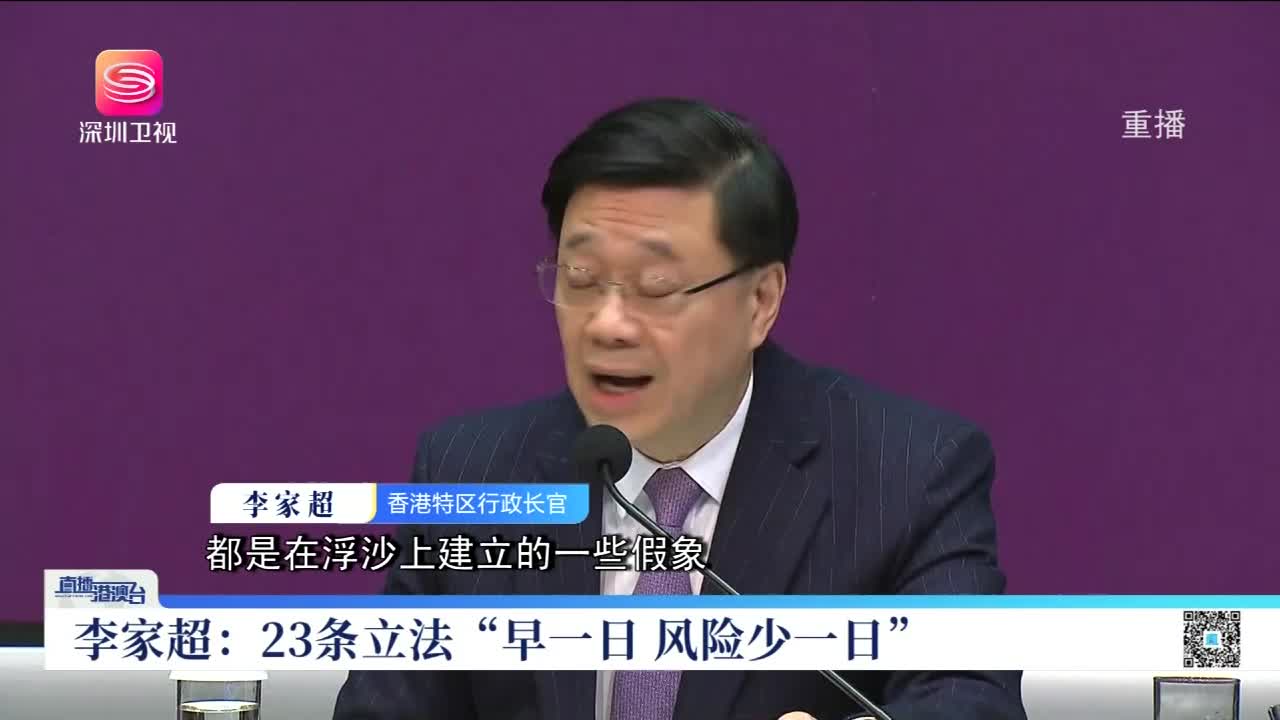 深圳卫视
重播
李家超
香港特区行政长官
都是在浮沙上建立的一些假象
直播港澳台
李家超：23条立法“早一日 风险少一日”